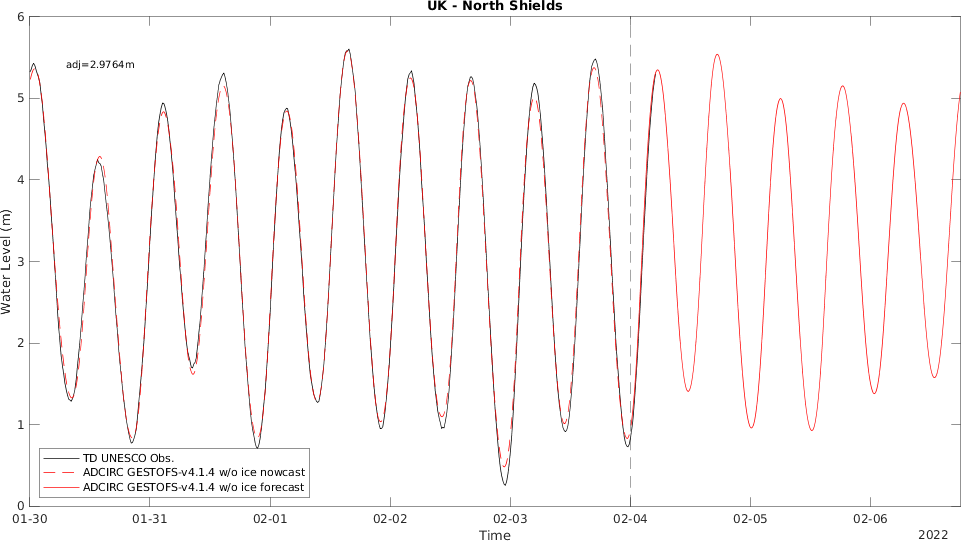 UK - North Shields
adj=2.9764m
6
5
4
3
2
1
0
Water Level (m)
TD UNESCO Obs.
ADCIRC GESTOFS-v4.1.4 w/o ice nowcast
ADCIRC GESTOFS-v4.1.4 w/o ice forecast
01-30 01-31 02-01 02-02 02-03 02-04 02-05 02-06
Time
2022